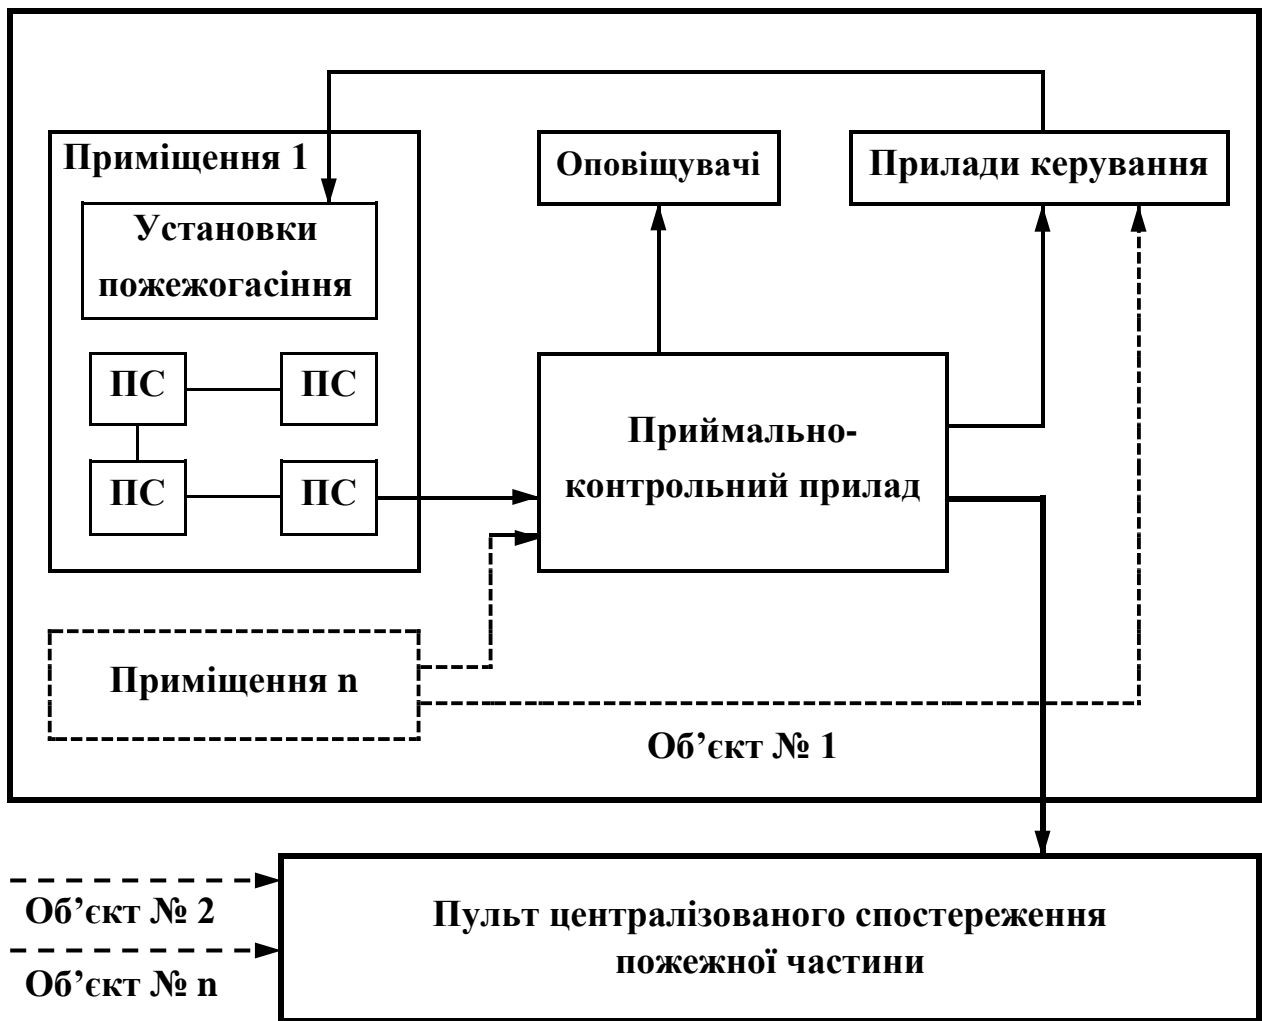 Приміщення 1
Оповіщувачі
Прилади керування
Установки
пожежогасіння
ПС
ПС
Приймально-
контрольний прилад
ПС
ПС
Приміщення n
Об’єкт № 1
Об’єкт № 2
Об’єкт № n
Пульт централізованого спостереження
пожежної частини